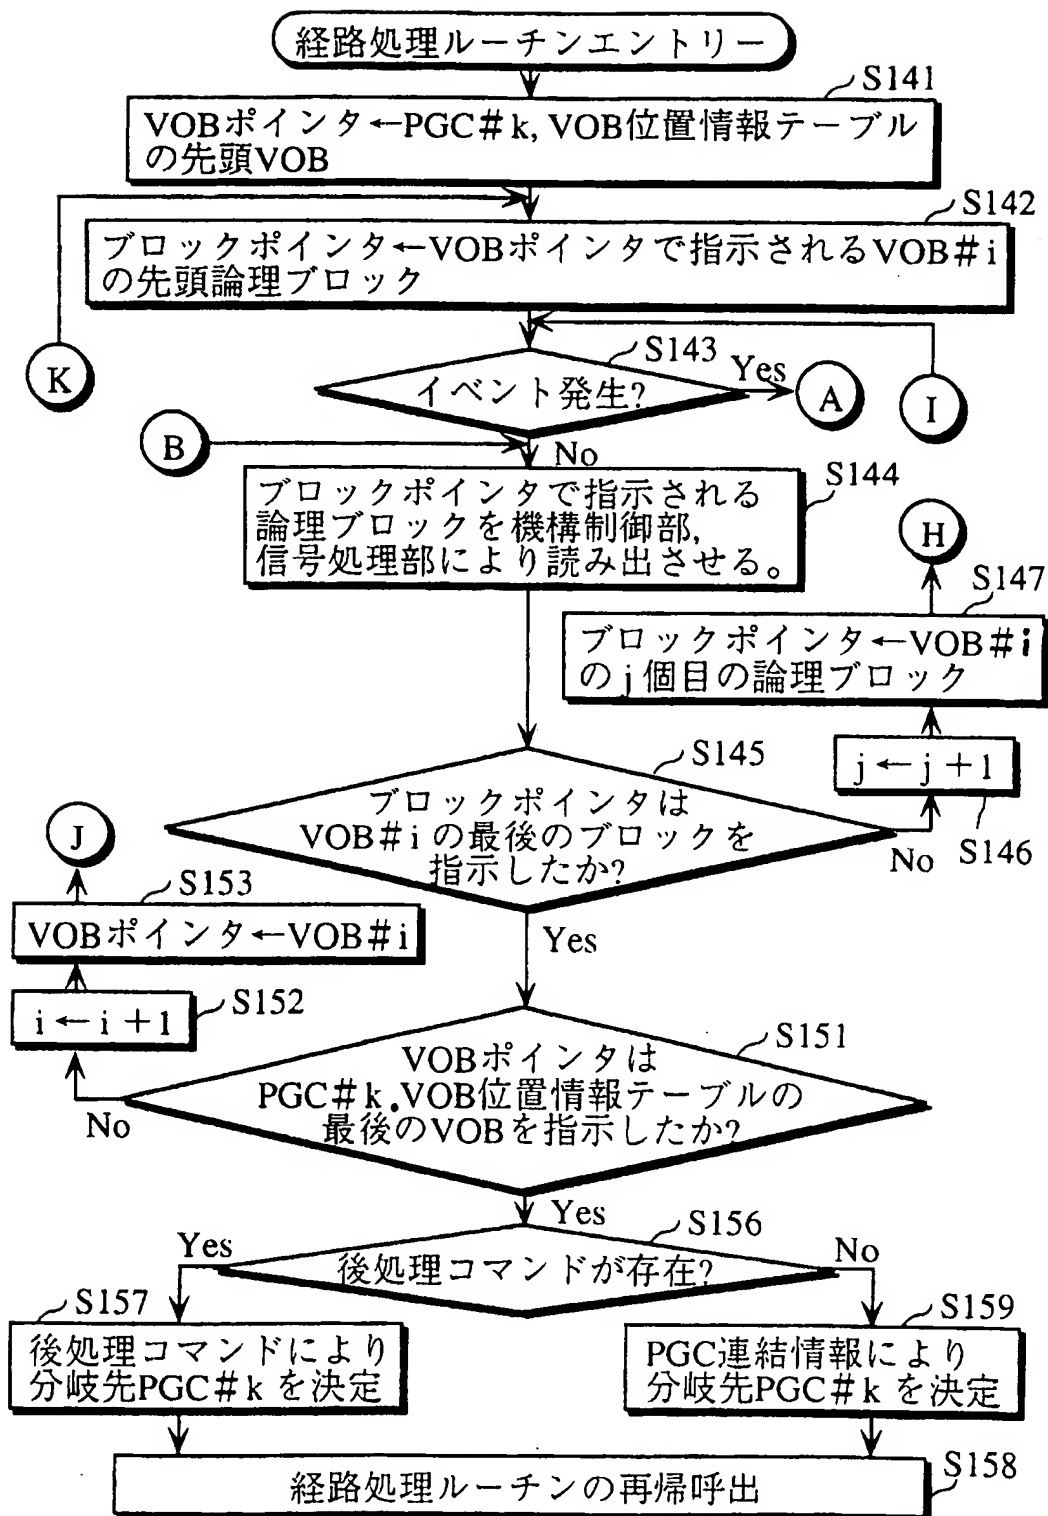 経路処理ルーチンエントリー
S141
VOBポインタ←PGC#k,VOB位置情報テーブル
の先頭VOB
S142
ブロックポインタ←VOBポインタで指示されるVOB#i
の先頭論理ブロック
K
S143
イベント発生?
Yes
A
I
B
No
S144
ブロックポインタで指示される
論理ブロックを機構制御部,
信号処理部により読み出させる。
H
S147
ブロックポインタ←VOB#i
のj個目の論理ブロック
j←j+1
S146
S145
ブロックポインタは
VOB#iの最後のブロックを
指示したか?
No
Yes
J
S153
VOBポインタ←VOB#i
S152
i←i+1
S151
VOBポインタは
PGC#k.VOB位置情報テーブルの
最後のVOBを指示したか?
No
Yes
S156
後処理コマンドが存在?
Yes
No
S157
後処理コマンドにより
分岐先PGC#kを決定
S159
PGC連結情報により
分岐先PGC#kを決定
S158
経路処理ルーチンの再帰呼出